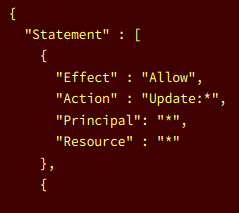 {
"Statement" : [
{
"Effect" : "Allow",
"Action" : "Update:*",
"Principal": "*",
"Resource" : "*"
},
{